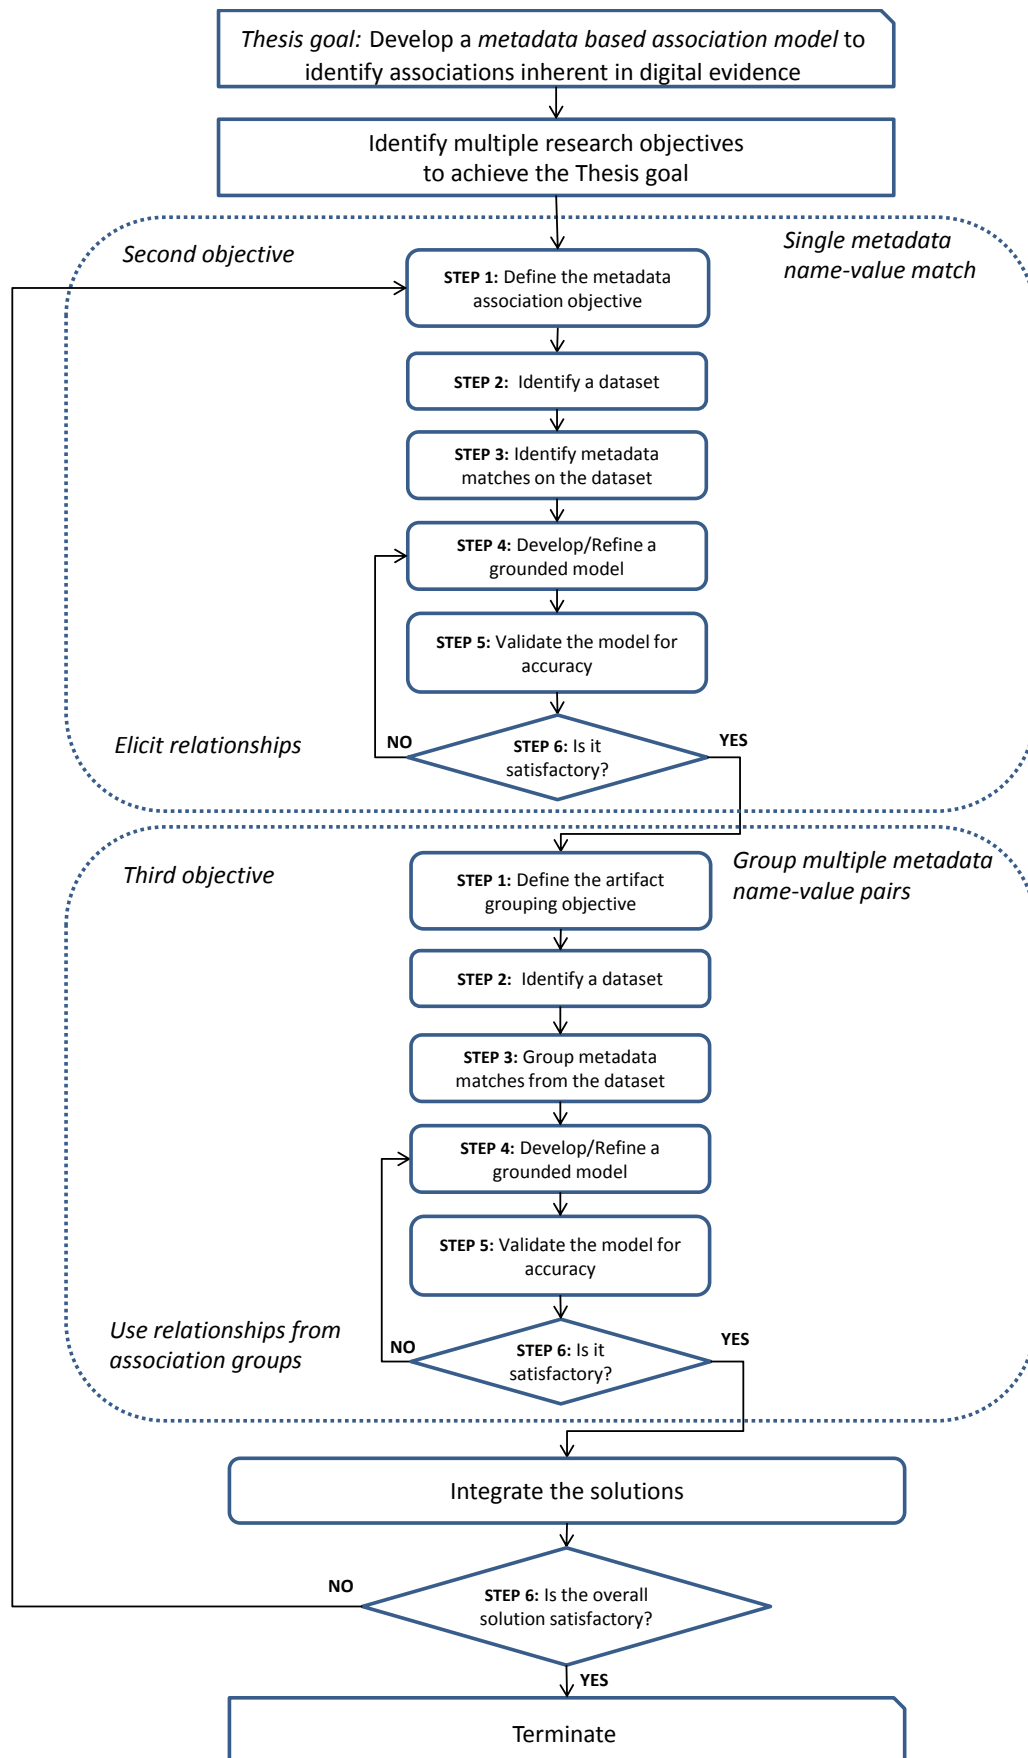 Thesis goal: Develop a metadata based association model to
identify associations inherent in digital evidence
Identify multiple research objectives
to achieve the Thesis goal
Second objective
Single metadata
name-value match
STEP 1: Define the metadata
association objective
STEP 2: Identify a dataset
STEP 3: Identify metadata
matches on the dataset
STEP 4: Develop/Refine a
grounded model
STEP 5: Validate the model for
accuracy
Elicit relationships
NO
STEP 6: Is it
satisfactory?
YES
Third objective
Group multiple metadata
name-value pairs
STEP 1: Define the artifact
grouping objective
STEP 2: Identify a dataset
STEP 3: Group metadata
matches from the dataset
STEP 4: Develop/Refine a
grounded model
STEP 5: Validate the model for
accuracy
Use relationships from
association groups
NO
STEP 6: Is it
satisfactory?
YES
Integrate the solutions
NO
STEP 6: Is the overall
solution satisfactory?
YES
Terminate